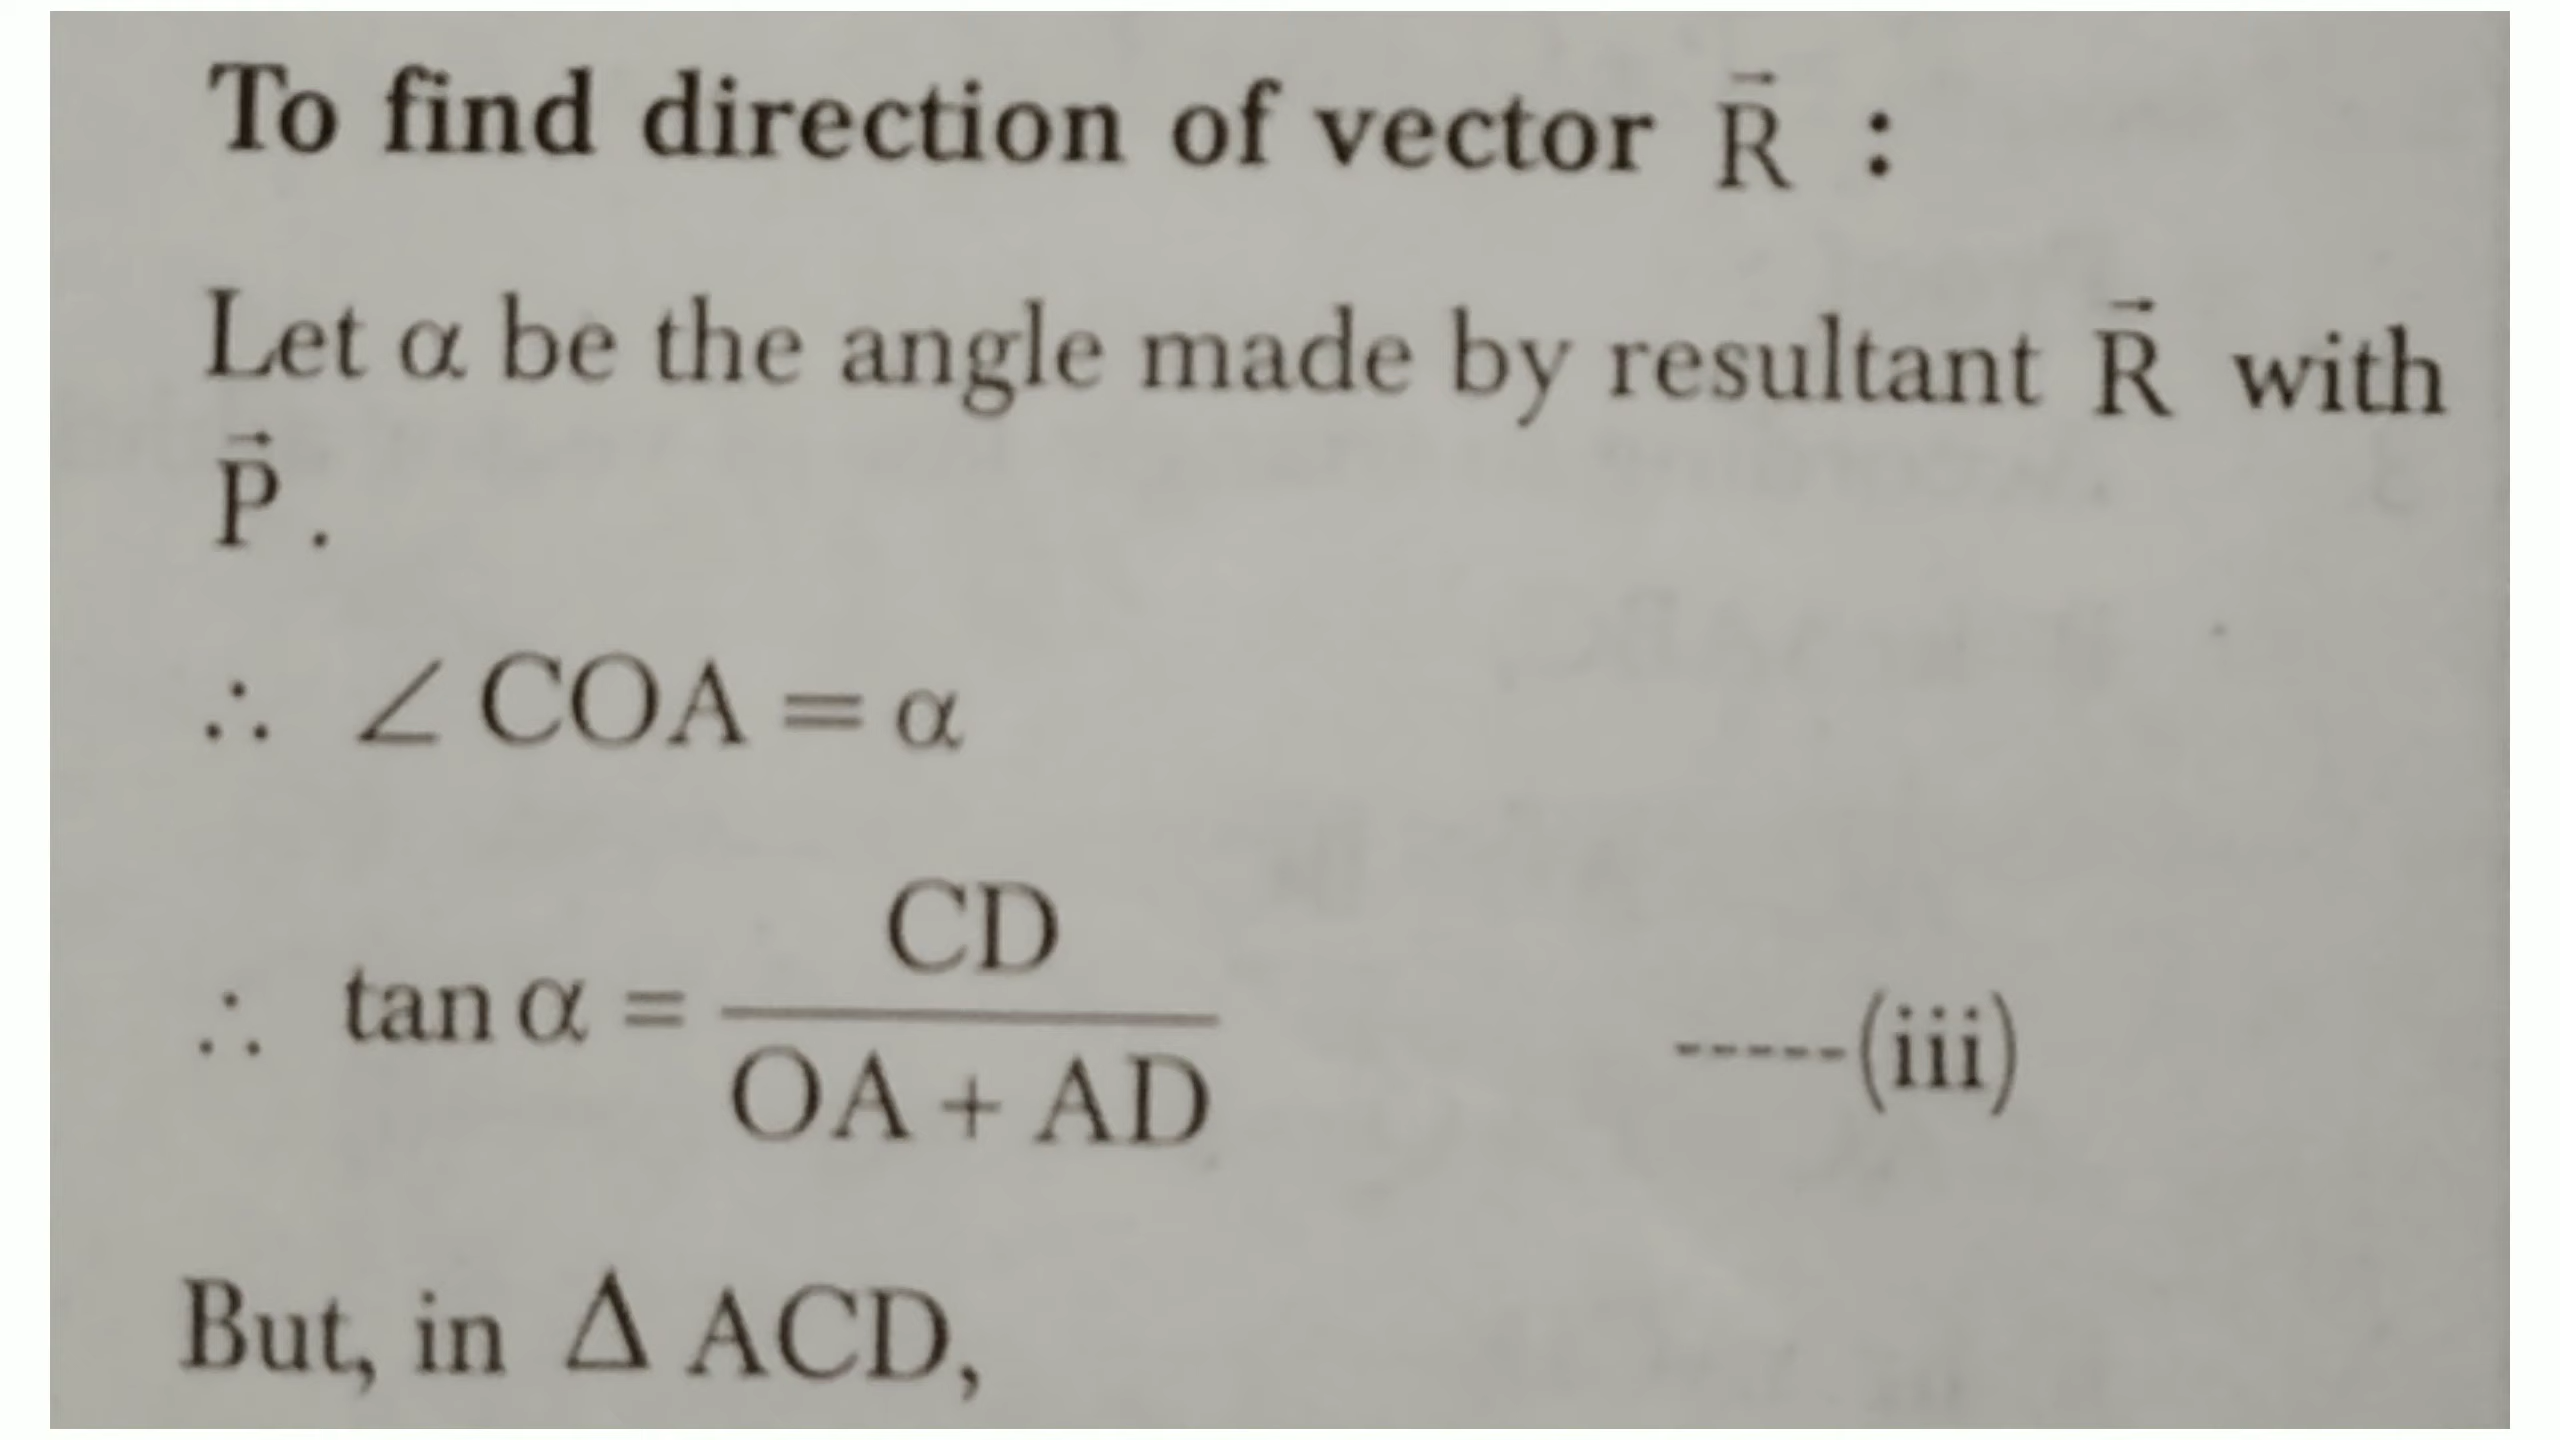 To find direction of vector R⃗ :
Let α be the angle made by resultant R⃗ with
P⃗ .
∴ ∠COA = α
∴ tan α = CD / (OA + AD) -----(iii)
But, in Δ ACD,